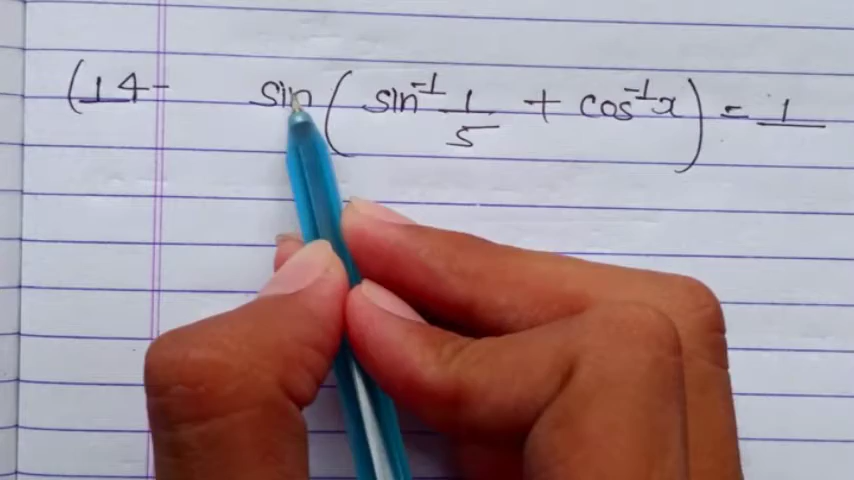 (14- sin(sin⁻¹ 1/5 + cos⁻¹x) = 1